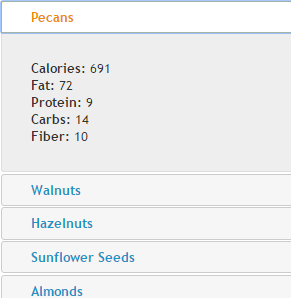 Pecans
Calories: 691
Fat: 72
Protein: 9
Carbs: 14
Fiber: 10
Walnuts
Hazelnuts
Sunflower Seeds
Almonds